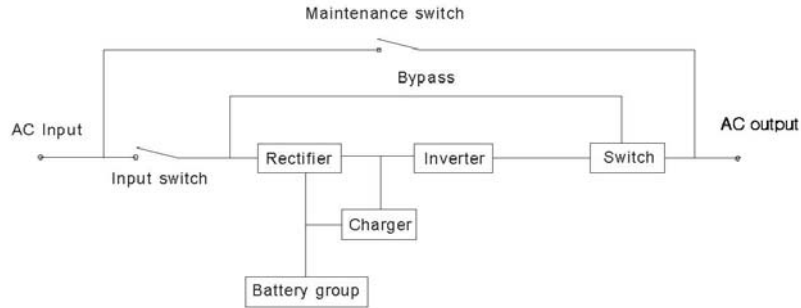 Maintenance switch
Bypass
AC Input
AC output
Rectifier
Inverter
Switch
Input switch
Charger
Battery group